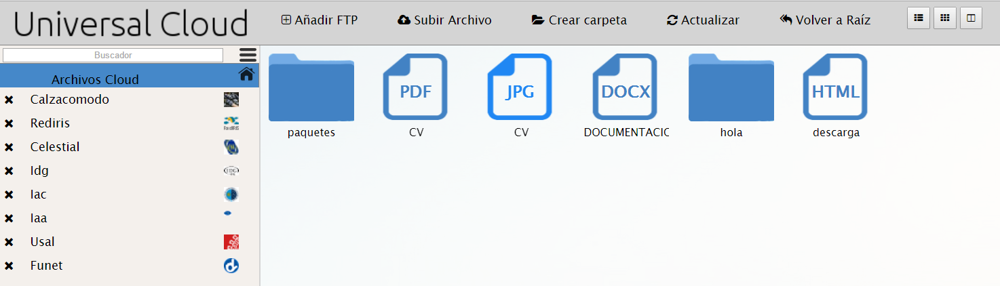 Universal Cloud
Añadir FTP
Subir Archivo
Crear carpeta
Actualizar
Volver a Raíz
Buscador
Archivos Cloud
Calzacomodo
Rediris
Celestial
Idg
Iac
Iaa
Usal
Funet
PDF
JPG
DOCX
HTML
paquetes
CV
CV
DOCUMENTACIC
hola
descarga